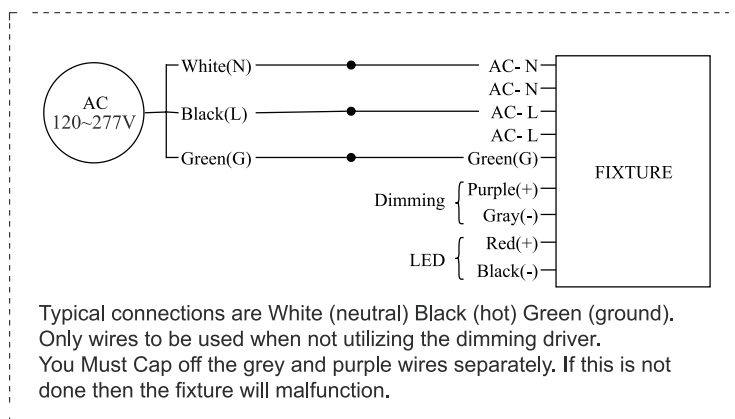 White(N)
AC- N
AC- N
AC
120~277V
Black(L)
AC- L
AC- L
Green(G)
Green(G)
FIXTURE
Dimming
Purple(+)
Gray(-)
LED
Red(+)
Black(-)
Typical connections are White (neutral) Black (hot) Green (ground).
Only wires to be used when not utilizing the dimming driver.
You Must Cap off the grey and purple wires separately. If this is not
done then the fixture will malfunction.